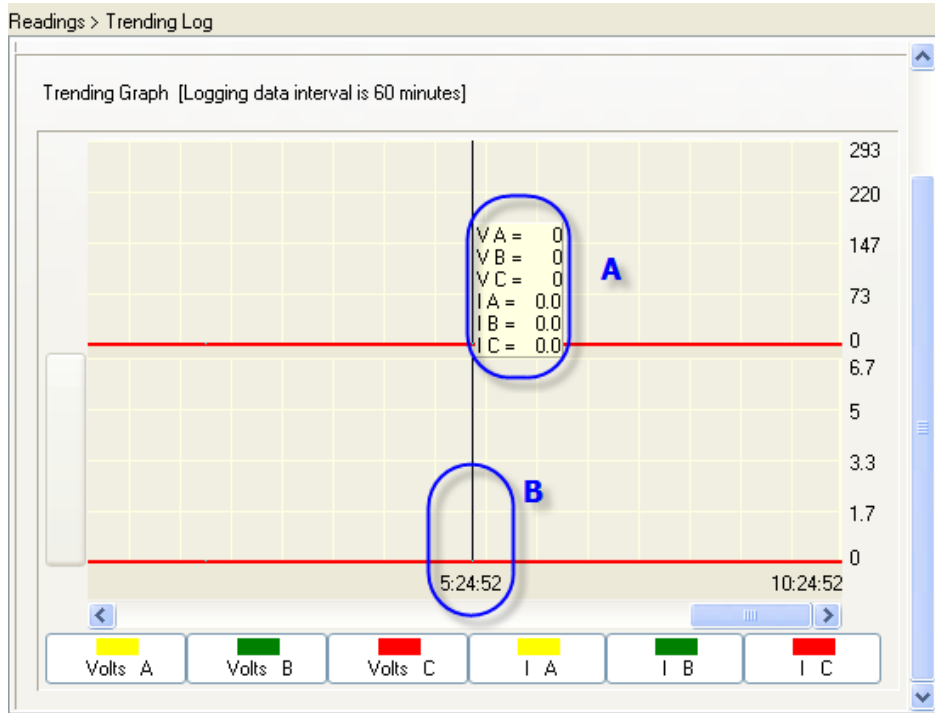 Readings > Trending Log
Trending Graph [Logging data interval is 60 minutes]
293
220
V A = 0
V B = 0
147
V C = 0
A
I A = 0.0
73
I B = 0.0
I C = 0.0
0
6.7
5
3.3
B
1.7
0
5:24:52 10:24:52
Volts A Volts B Volts C I A I B I C